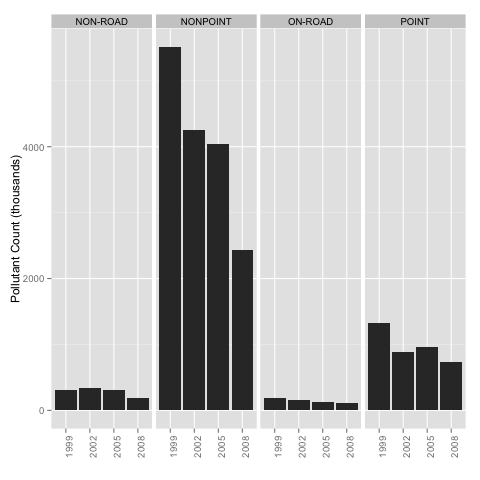 NON-ROAD NONPOINT ON-ROAD POINT
Pollutant Count (thousands)
4000
2000
0
1999 2002 2005 2008 1999 2002 2005 2008 1999 2002 2005 2008 1999 2002 2005 2008